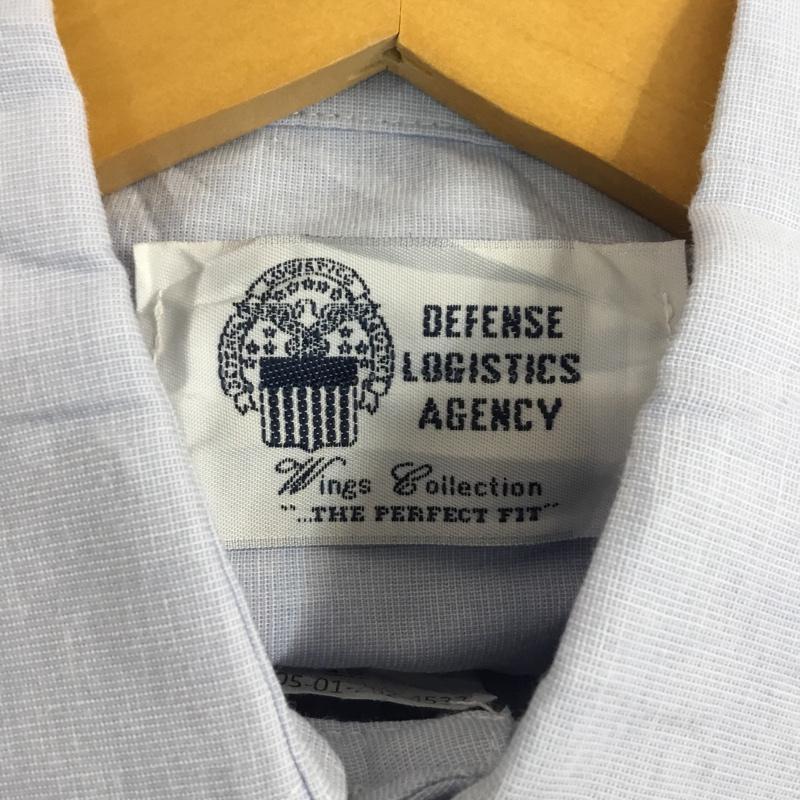 DEFENSE
LOGISTICS
AGENCY
Wings Collection
"...THE PERFECT FIT"